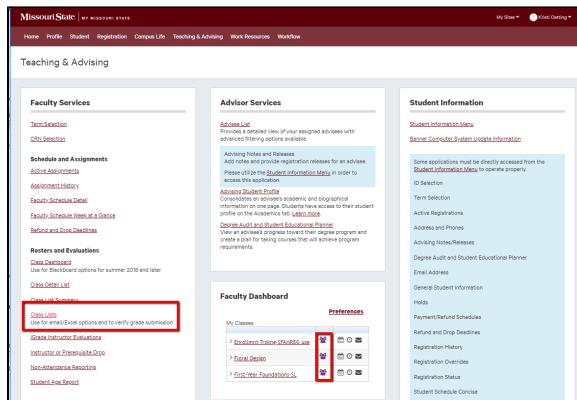 Missouri State. | MY MISSOURI STATE
My Sites
Kristi Oetting
Home Profile Student Registration Campus Life Teaching & Advising Work Resources Workflow
Teaching & Advising
Faculty Services
Term Selection
CRN Selection
Schedule and Assignments
Active Assignments
Assignment History
Faculty Schedule Detail
Faculty Schedule Week at a Glance
Refund and Drop Deadlines
Rosters and Evaluations
Class Dashboard
Use for Blackboard options for summer 2018 and later
Class Detail List
Class List Summary
Class Lists
Use for email/Excel options and to verify grade submission
iGrade Instructor Evaluations
Instructor or Prerequisite Drop
Non-Attendance Reporting
Student Age Report
Advisor Services
Advisee List
Provides a detailed view of your assigned advisees with
advanced filtering options available.
Advising Notes and Releases
Add notes and provide registration releases for an advisee.
Please utilize the Student Information Menu in order to
access this application.
Advising Student Profile
Consolidates an advisee's academic and biographical
information on one page. Students have access to their student
profile on the Academics tab. Learn more.
Degree Audit and Student Educational Planner
View an advisee's progress toward their degree program and
create a plan for taking courses that will achieve program
requirements.
Faculty Dashboard
Preferences
My Classes
> Enrollmnt Traking-SFANREG use
> Floral Design
> First-Year Foundations-SL
Student Information
Student Information Menu
Banner Computer System Update Information
Some applications must be directly accessed from the
Student Information Menu to operate properly.
ID Selection
Term Selection
Active Registrations
Address and Phones
Advising Notes/Releases
Degree Audit and Student Educational Planner
Email Address
General Student Information
Holds
Payment/Refund Schedules
Refund and Drop Deadlines
Registration History
Registration Overrides
Registration Status
Student Schedule Concise